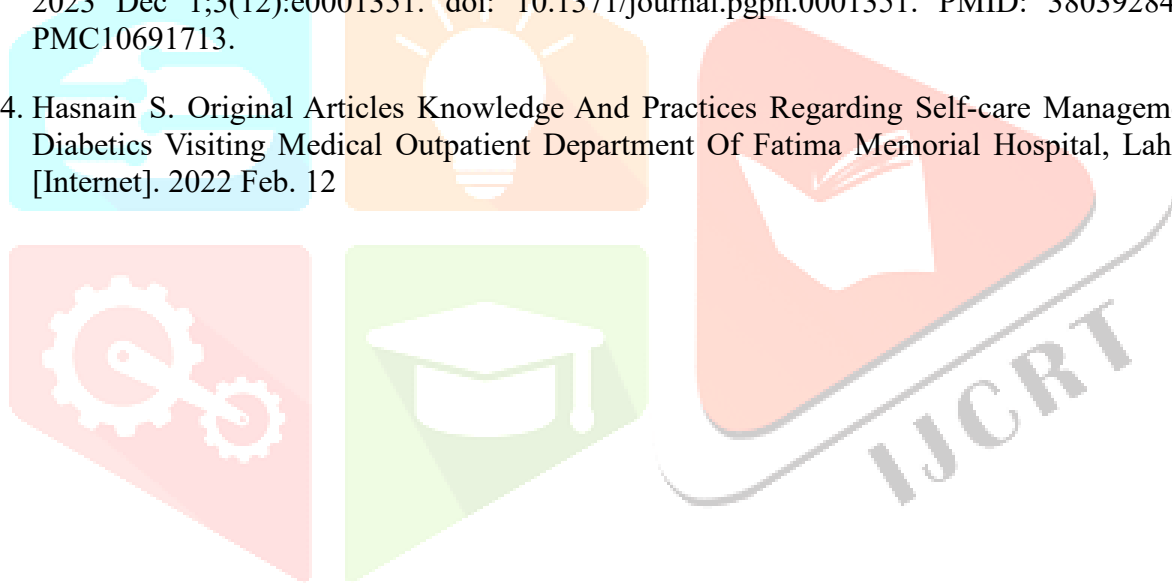 2023 Dec 1;3(12):e0001351. doi: 10.1371/journal.pgph.0001351. PMID: 38039284
PMC10691713.
4. Hasnain S. Original Articles Knowledge And Practices Regarding Self-care Managem
Diabetics Visiting Medical Outpatient Department Of Fatima Memorial Hospital, Lah
[Internet]. 2022 Feb. 12
IJCRT